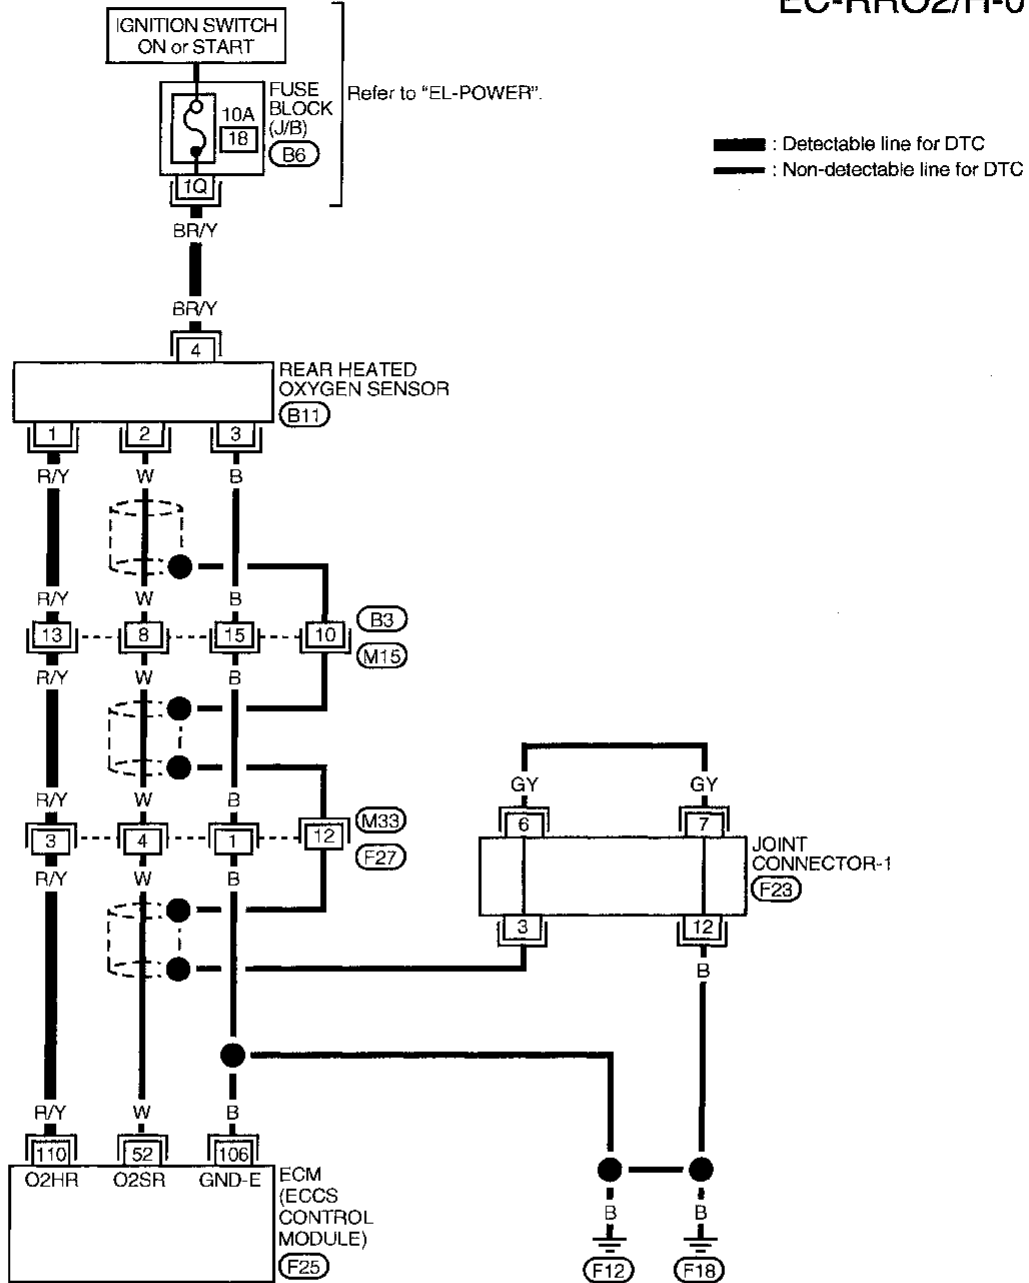 EC-RRO2/H-0
IGNITION SWITCH
ON or START
FUSE
BLOCK
(J/B)
B6
10A
18
1Q
Refer to "EL-POWER".
: Detectable line for DTC
: Non-detectable line for DTC
BR/Y
BR/Y
4
REAR HEATED
OXYGEN SENSOR
B11
1 2 3
R/Y W B
R/Y W B
13 8 15 10
B3
M15
R/Y W B
R/Y W B
3 4 1 12
M33
F27
R/Y W B
GY GY
6 7
JOINT
CONNECTOR-1
F23
3 12
B
R/Y W B
110 52 106
O2HR O2SR GND-E
ECM
(ECCS
CONTROL
MODULE)
F25
B B
F12 F18